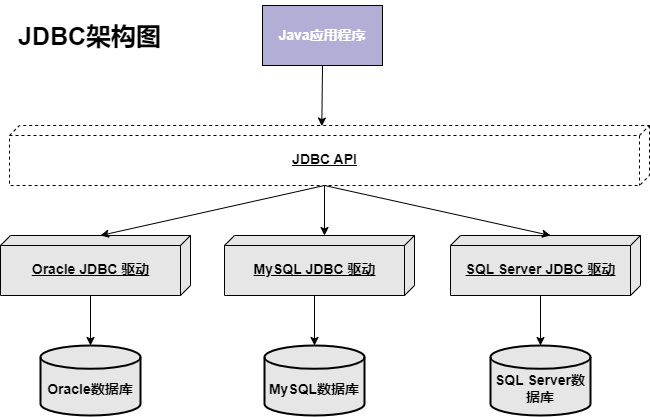 JDBC架构图
Java应用程序
JDBC API
Oracle JDBC 驱动
MySQL JDBC 驱动
SQL Server JDBC 驱动
Oracle数据库
MySQL数据库
SQL Server数
据库